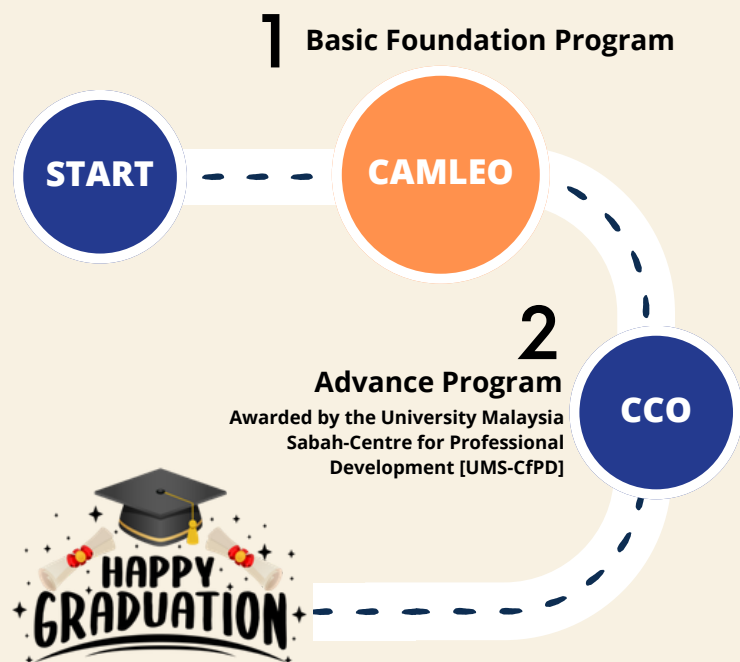 1 Basic Foundation Program
START
CAMLEO
2
Advance Program
Awarded by the University Malaysia
Sabah-Centre for Professional
Development [UMS-CfPD]
CCO
HAPPY
GRADUATION